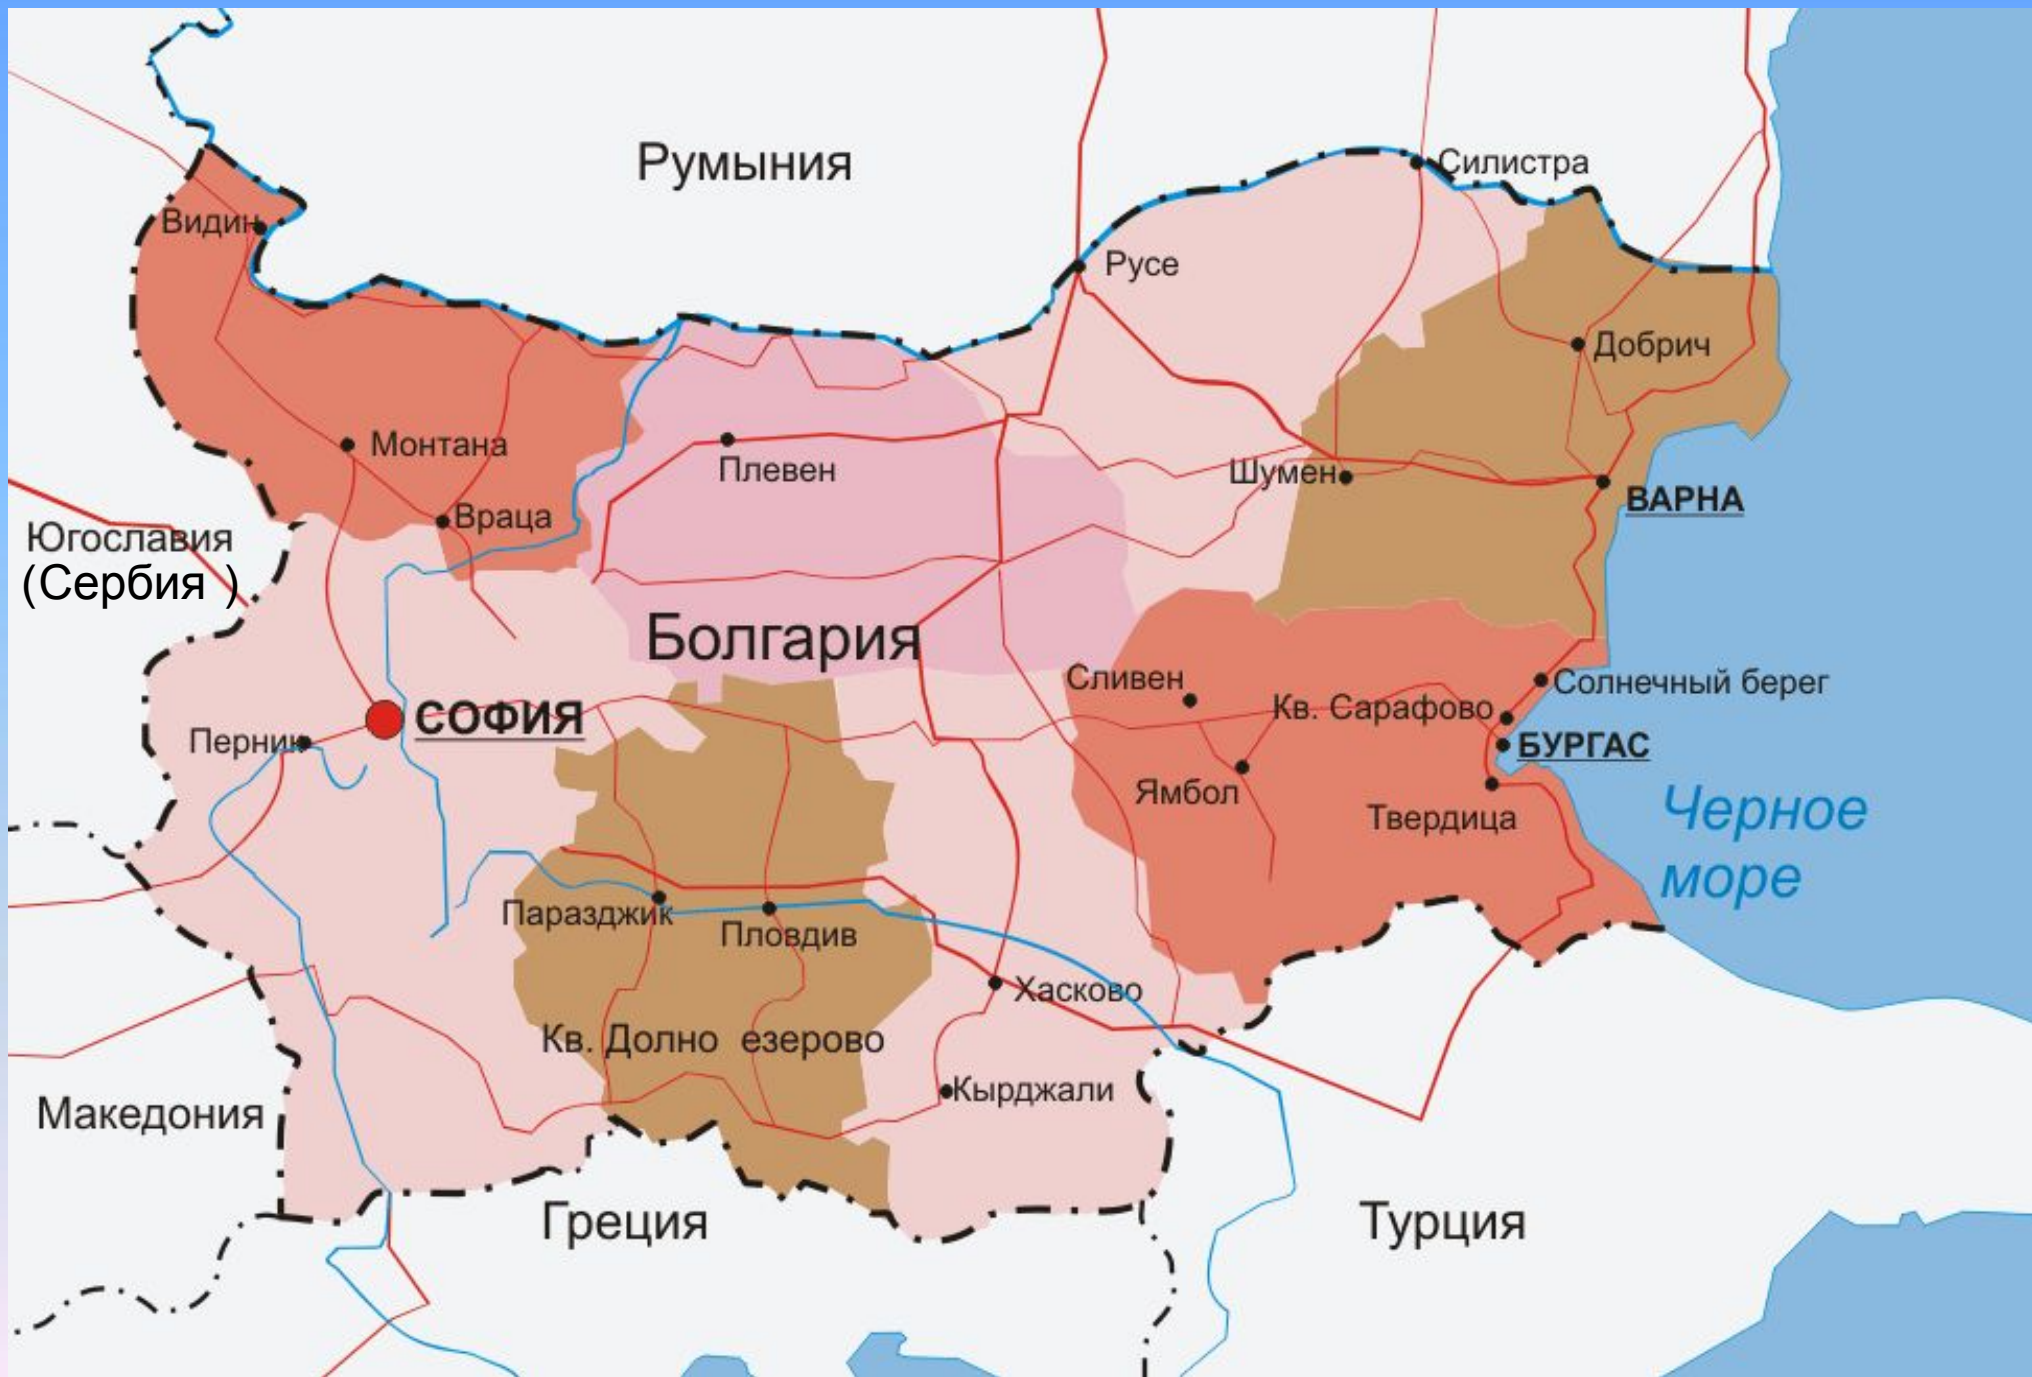 Румыния
Силистра
Видин
Русе
Добрич
Монтана
Плевен
Шумен
ВАРНА
Враца
Югославия
(Сербия )
Болгария
Сливен
Солнечный берег
Кв. Сарафово
СОФИЯ
Перник
БУРГАС
Ямбол
Твердица
Черное
море
Паразджик
Пловдив
Хасково
Кв. Долно езерово
Кырджали
Македония
Греция
Турция